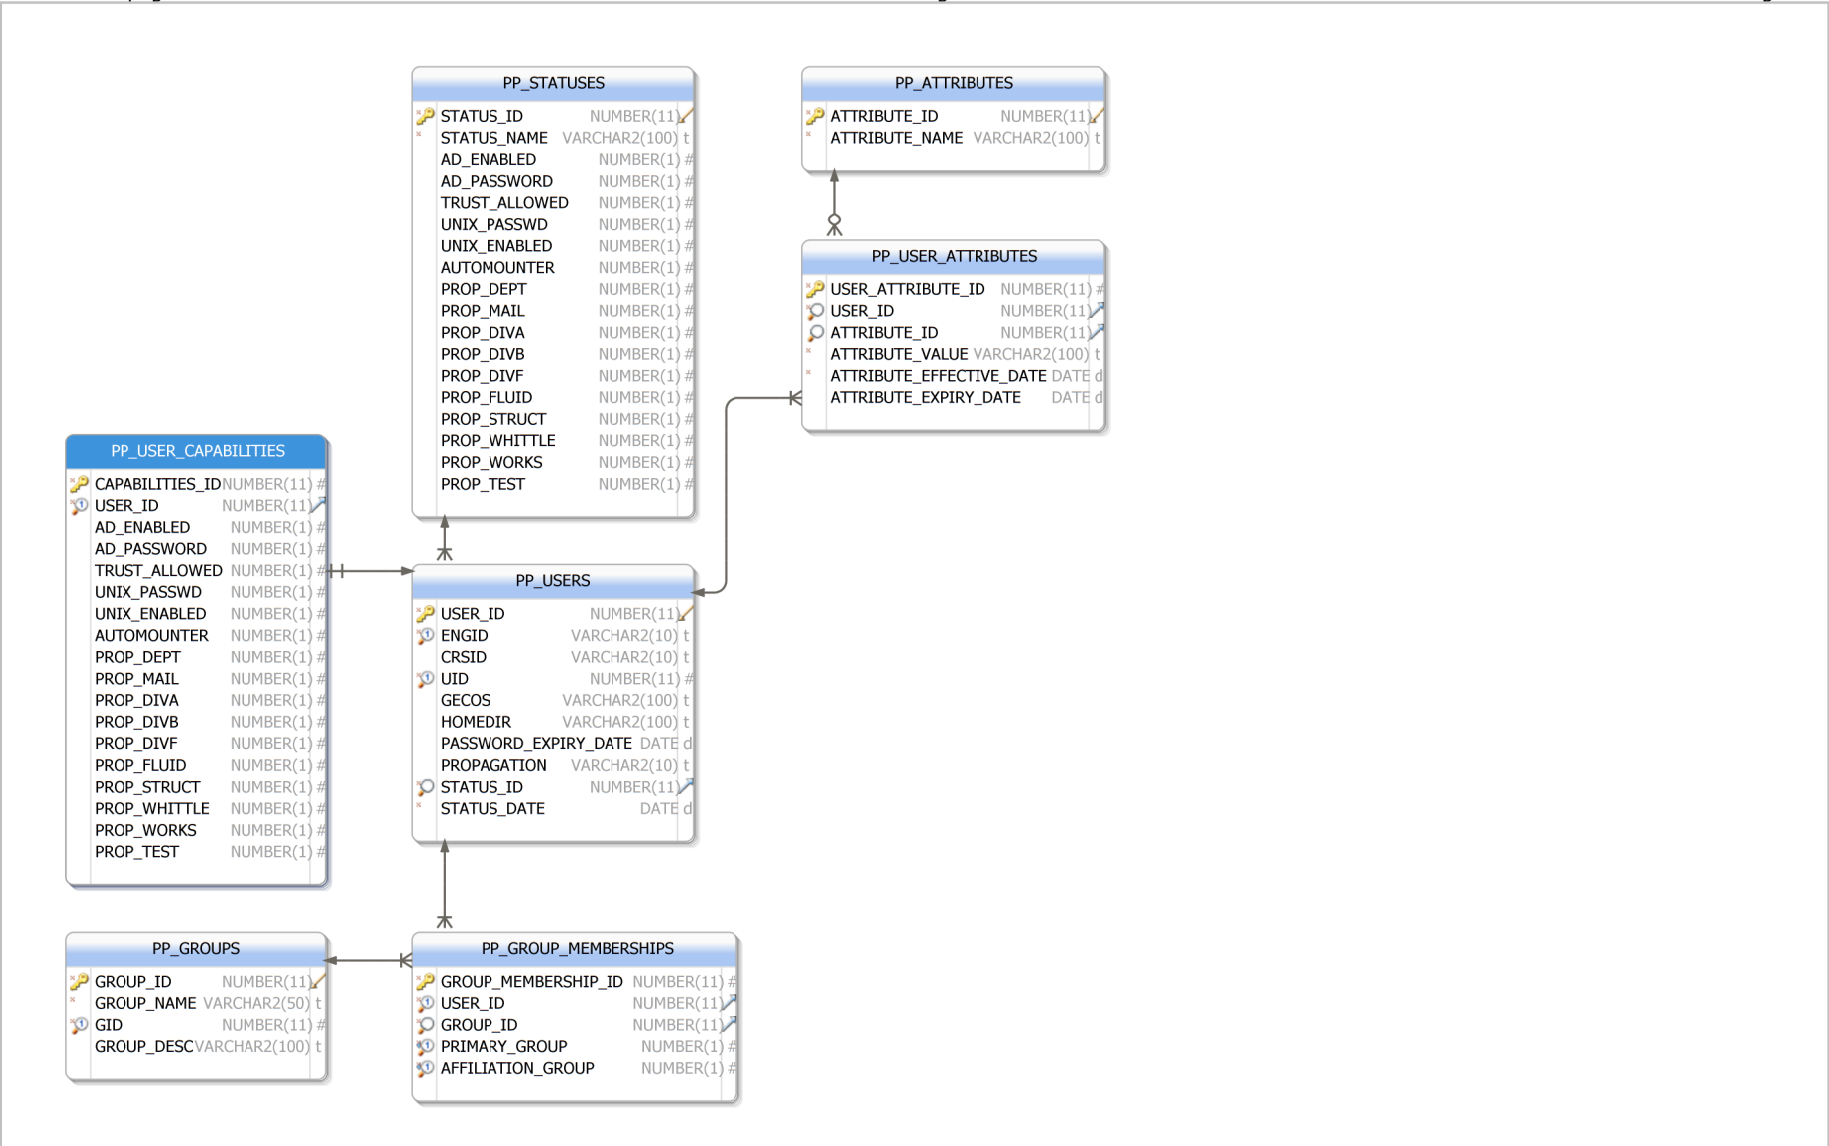 PP_STATUSES
STATUS_ID NUMBER(11)
STATUS_NAME VARCHAR2(100) t
AD_ENABLED NUMBER(1) #
AD_PASSWORD NUMBER(1) #
TRUST_ALLOWED NUMBER(1) #
UNIX_PASSWD NUMBER(1) #
UNIX_ENABLED NUMBER(1) #
AUTOMOUNTER NUMBER(1) #
PROP_DEPT NUMBER(1) #
PROP_MAIL NUMBER(1) #
PROP_DIVA NUMBER(1) #
PROP_DIVB NUMBER(1) #
PROP_DIVF NUMBER(1) #
PROP_FLUID NUMBER(1) #
PROP_STRUCT NUMBER(1) #
PROP_WHITTLE NUMBER(1) #
PROP_WORKS NUMBER(1) #
PROP_TEST NUMBER(1) #
PP_ATTRIBUTES
ATTRIBUTE_ID NUMBER(11)
ATTRIBUTE_NAME VARCHAR2(100) t
PP_USER_ATTRIBUTES
USER_ATTRIBUTE_ID NUMBER(11) #
USER_ID NUMBER(11)
ATTRIBUTE_ID NUMBER(11)
ATTRIBUTE_VALUE VARCHAR2(100) t
ATTRIBUTE_EFFECTIVE_DATE DATE d
ATTRIBUTE_EXPIRY_DATE DATE d
PP_USER_CAPABILITIES
CAPABILITIES_ID NUMBER(11) #
USER_ID NUMBER(11)
AD_ENABLED NUMBER(1) #
AD_PASSWORD NUMBER(1) #
TRUST_ALLOWED NUMBER(1) #
UNIX_PASSWD NUMBER(1) #
UNIX_ENABLED NUMBER(1) #
AUTOMOUNTER NUMBER(1) #
PROP_DEPT NUMBER(1) #
PROP_MAIL NUMBER(1) #
PROP_DIVA NUMBER(1) #
PROP_DIVB NUMBER(1) #
PROP_DIVF NUMBER(1) #
PROP_FLUID NUMBER(1) #
PROP_STRUCT NUMBER(1) #
PROP_WHITTLE NUMBER(1) #
PROP_WORKS NUMBER(1) #
PROP_TEST NUMBER(1) #
PP_USERS
USER_ID NUMBER(11)
ENGID VARCHAR2(10) t
CRSID VARCHAR2(10) t
UID NUMBER(11) #
GECOS VARCHAR2(100) t
HOMEDIR VARCHAR2(100) t
PASSWORD_EXPIRY_DATE DATE d
PROPAGATION VARCHAR2(10) t
STATUS_ID NUMBER(11)
STATUS_DATE DATE d
PP_GROUPS
GROUP_ID NUMBER(11)
GROUP_NAME VARCHAR2(50) t
GID NUMBER(11) #
GROUP_DESC VARCHAR2(100) t
PP_GROUP_MEMBERSHIPS
GROUP_MEMBERSHIP_ID NUMBER(11) #
USER_ID NUMBER(11)
GROUP_ID NUMBER(11)
PRIMARY_GROUP NUMBER(1) #
AFFILIATION_GROUP NUMBER(1) #